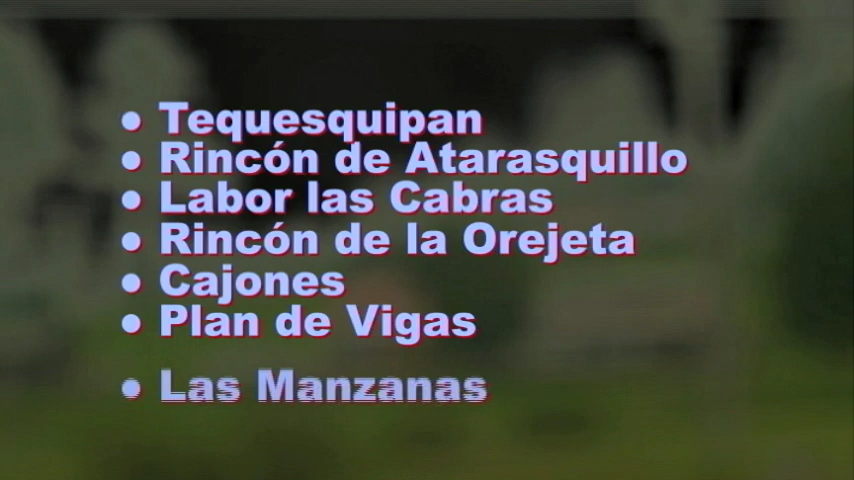 • Tequesquipan
• Rincón de Atarasquillo
• Labor las Cabras
• Rincón de la Orejeta
• Cajones
• Plan de Vigas
• Las Manzanas